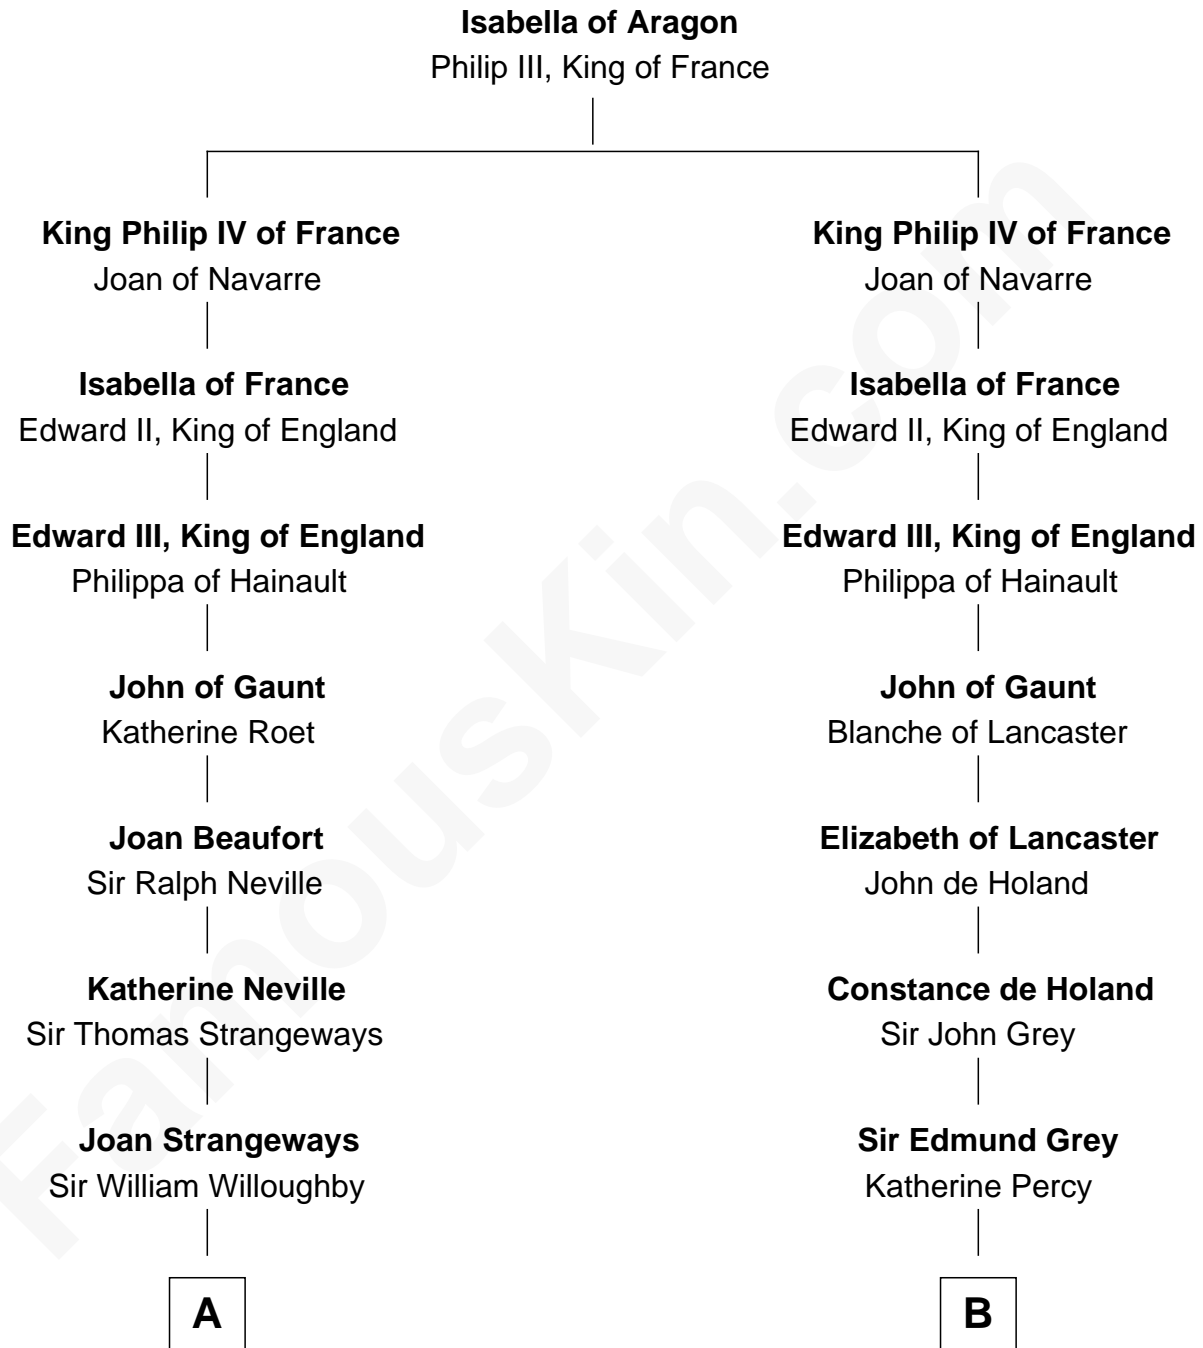 Isabella of Aragon
Philip III, King of France
King Philip IV of France
Joan of Navarre
Isabella of France
Edward II, King of England
Edward III, King of England
Philippa of Hainault
John of Gaunt
Katherine Roet
Joan Beaufort
Sir Ralph Neville
Katherine Neville
Sir Thomas Strangeways
Joan Strangeways
Sir William Willoughby
A
King Philip IV of France
Joan of Navarre
Isabella of France
Edward II, King of England
Edward III, King of England
Philippa of Hainault
John of Gaunt
Blanche of Lancaster
Elizabeth of Lancaster
John de Holand
Constance de Holand
Sir John Grey
Sir Edmund Grey
Katherine Percy
B
FamousKin.com